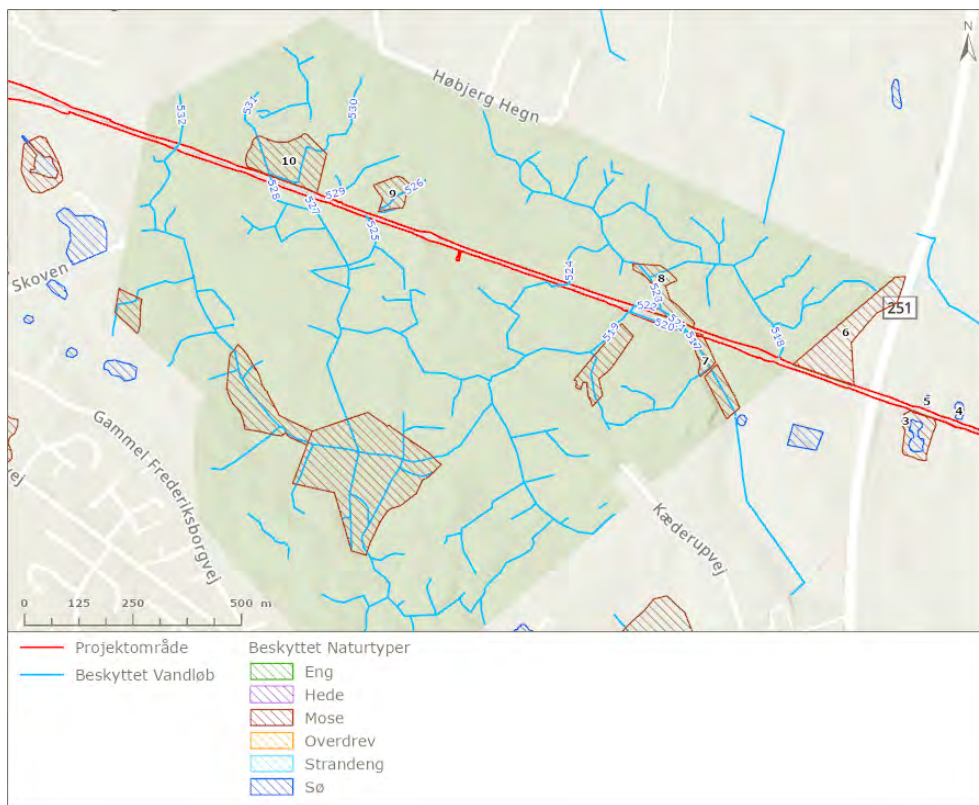 N
Høbjerg Hegn
532
531
530
10
529
528
527
9
526
525
Skoven
524
8
523
522
520
521
517
519
7
518
6
251
5
4
3
Gammel Frederiksborgvej
Kæderupvej
vej
0 125 250 500 m
Projektområde
Beskyttet Vandløb
Beskyttet Naturtyper
Eng
Hede
Mose
Overdrev
Strandeng
Sø